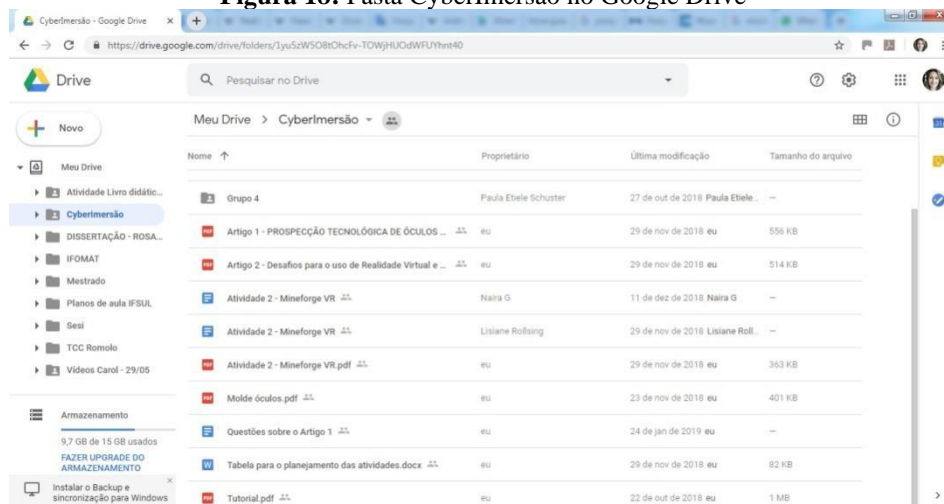 Figura 18: Pasta CyberImersão no Google Drive
CyberImersão - Google Drive
https://drive.google.com/drive/folders/1yuSzW5O8tOhcFv-TOWjHUOdWFUYhnt40
Drive
Pesquisar no Drive
Novo
Meu Drive > CyberImersão
Nome Proprietário Última modificação Tamanho do arquivo
Meu Drive
Atividade Livro didátic...
CyberImersão
DISSERTAÇÃO - ROSA...
IFOMAT
Mestrado
Planos de aula IFSUL
Sesi
TCC Romolo
Vídeos Carol - 29/05
Armazenamento
9,7 GB de 15 GB usados
FAZER UPGRADE DO
ARMAZENAMENTO
Instalar o Backup e
sincronização para Windows
Grupo 4 Paula Etiele Schuster 27 de out de 2018 Paula Etiele... —
Artigo 1 - PROSPECÇÃO TECNOLÓGICA DE ÓCULOS ... eu 29 de nov de 2018 eu 556 KB
Artigo 2 - Desafios para o uso de Realidade Virtual e ... eu 29 de nov de 2018 eu 514 KB
Atividade 2 - Mineforge VR Naira G 11 de dez de 2018 Naira G —
Atividade 2 - Mineforge VR Lisiane Rollsing 29 de nov de 2018 Lisiane Roll... —
Atividade 2 - Mineforge VR.pdf eu 29 de nov de 2018 eu 363 KB
Molde óculos.pdf eu 23 de nov de 2018 eu 401 KB
Questões sobre o Artigo 1 eu 24 de jan de 2019 eu —
Tabela para o planejamento das atividades.docx eu 29 de nov de 2018 eu 82 KB
Tutorial.pdf eu 22 de out de 2018 eu 1 MB